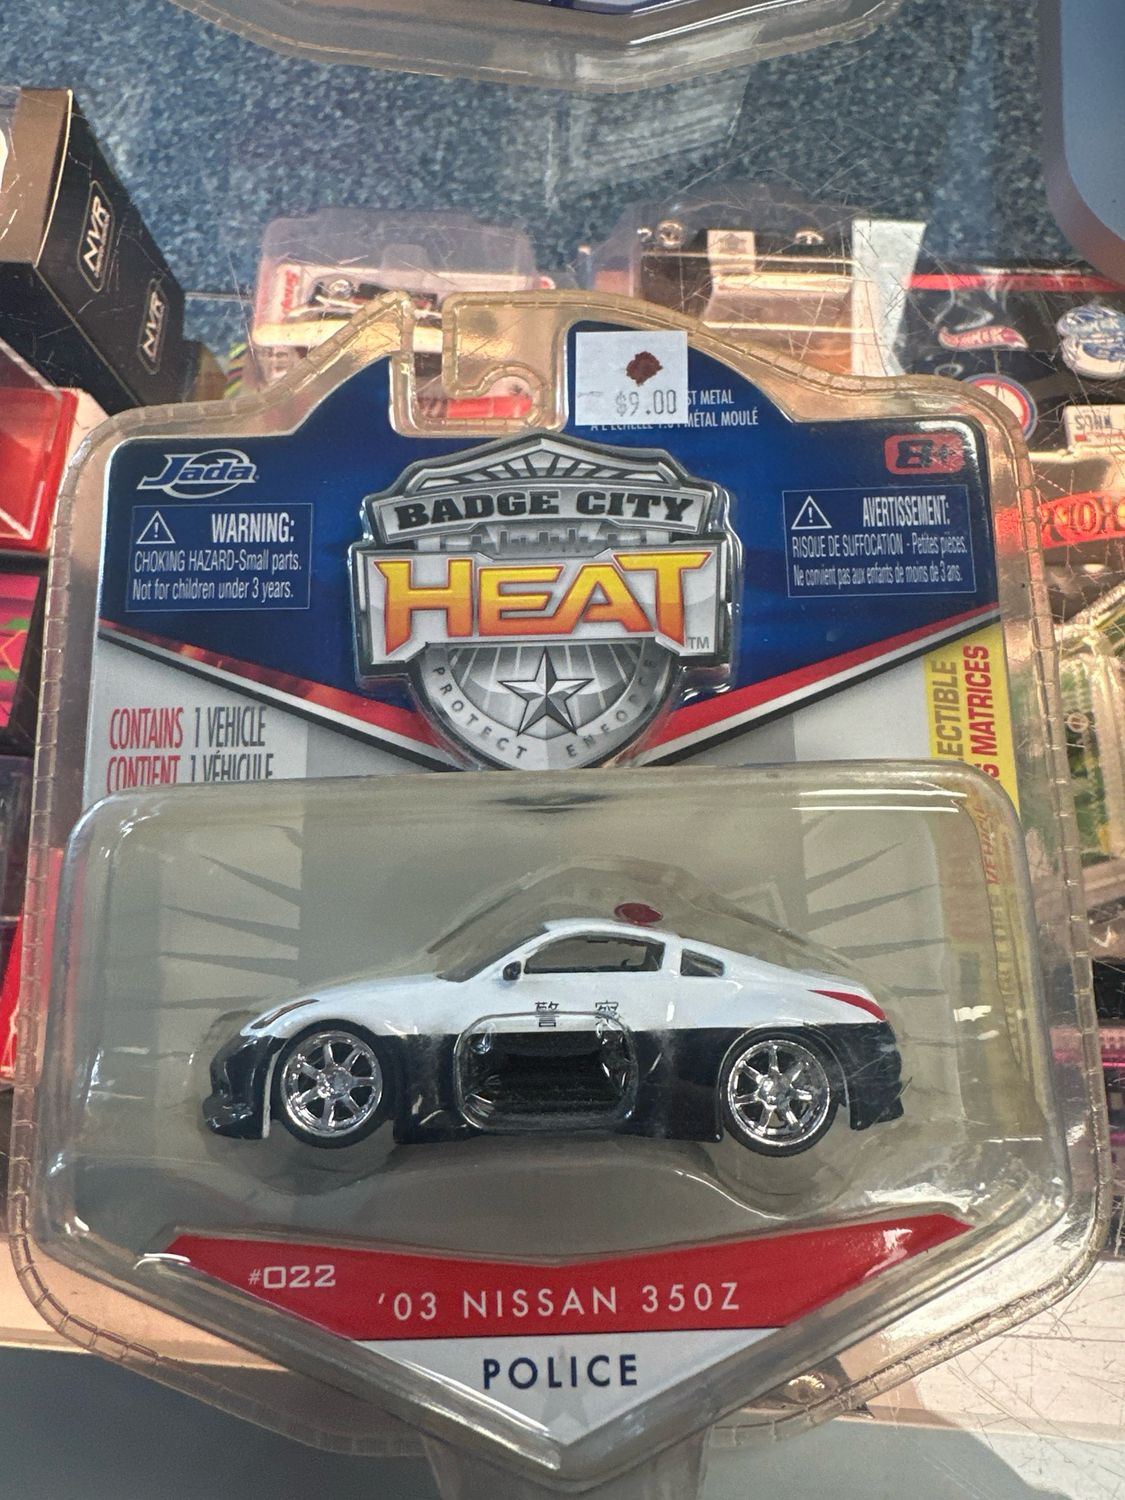 NVR
NVR
$9.00
ST METAL
MÉTAL MOULÉ
Jada
8+
BADGE CITY
HEAT
TM
PROTECT ENFORCE
WARNING:
CHOKING HAZARD-Small parts.
Not for children under 3 years.
AVERTISSEMENT:
RISQUE DE SUFFOCATION - Petites pièces.
Ne convient pas aux enfants de moins de 3 ans.
CONTAINS 1 VEHICLE
CONTIENT 1 VÉHICULE
ECTIBLE
MATRICES
警察
#022
'03 NISSAN 350Z
POLICE